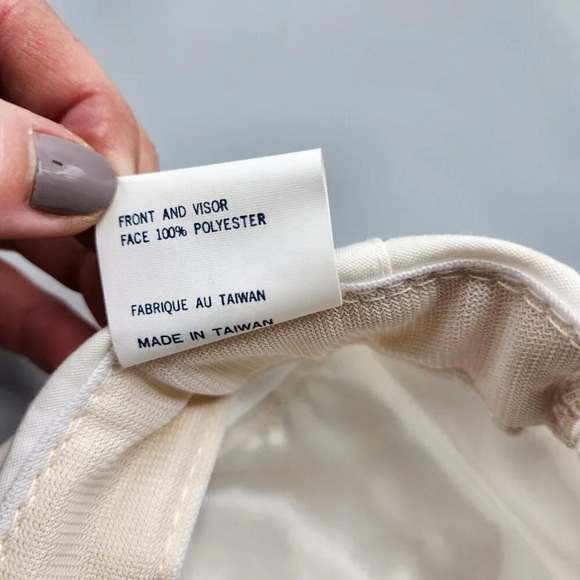 FRONT AND VISOR
FACE 100% POLYESTER
FABRIQUE AU TAIWAN
MADE IN TAIWAN